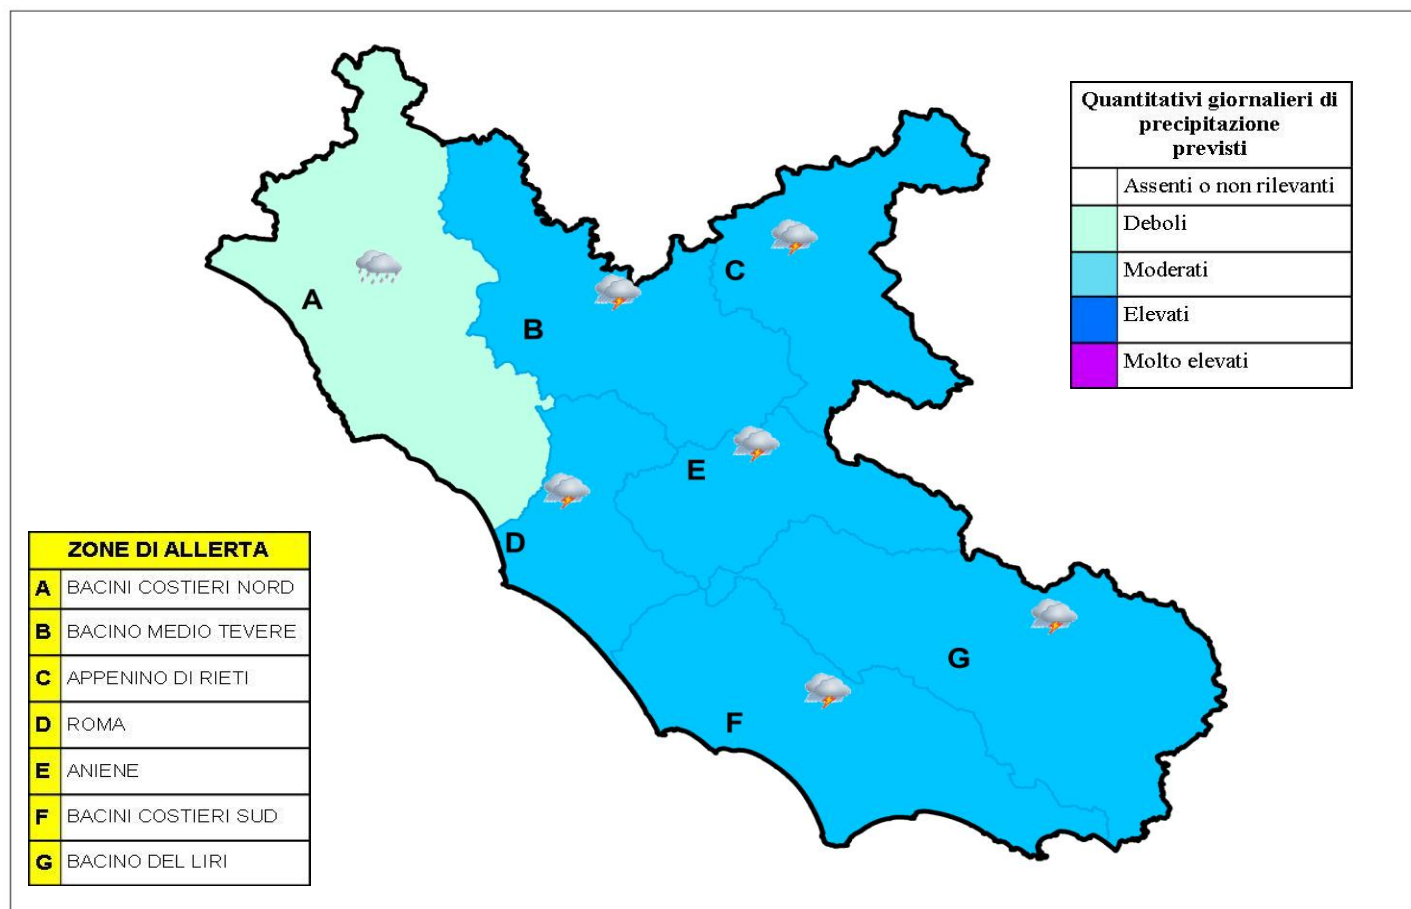 Quantitativi giornalieri di
precipitazione
previsti
Assenti o non rilevanti
Deboli
Moderati
Elevati
Molto elevati
A
B
C
D
E
F
G
ZONE DI ALLERTA
A BACINI COSTIERI NORD
B BACINO MEDIO TEVERE
C APPENINO DI RIETI
D ROMA
E ANIENE
F BACINI COSTIERI SUD
G BACINO DEL LIRI